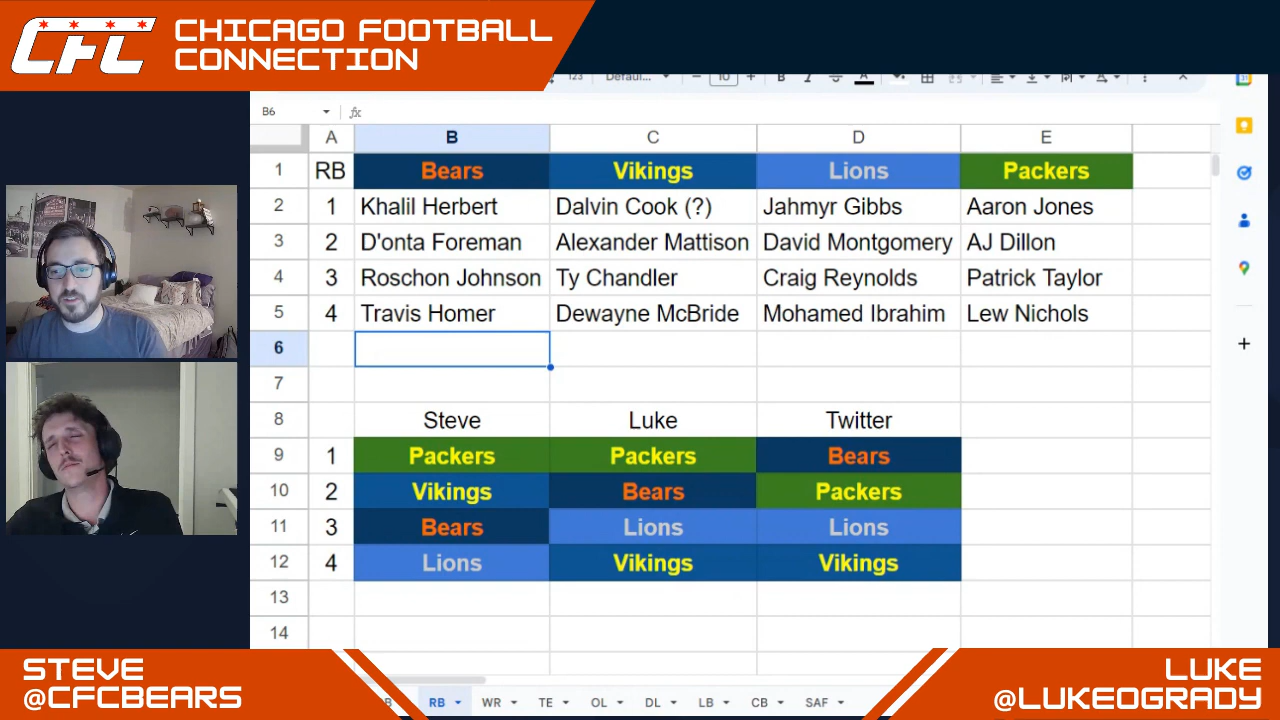 CFC
CHICAGO FOOTBALL
CONNECTION
123 Defaul... 10 B I A
B6 fx
A B C D E
1 RB Bears Vikings Lions Packers
2 1 Khalil Herbert Dalvin Cook (?) Jahmyr Gibbs Aaron Jones
3 2 D'onta Foreman Alexander Mattison David Montgomery AJ Dillon
4 3 Roschon Johnson Ty Chandler Craig Reynolds Patrick Taylor
5 4 Travis Homer Dewayne McBride Mohamed Ibrahim Lew Nichols
6
7
8 Steve Luke Twitter
9 1 Packers Packers Bears
10 2 Vikings Bears Packers
11 3 Bears Lions Lions
12 4 Lions Vikings Vikings
13
14
B RB WR TE OL DL LB CB SAF
STEVE
@CFCBEARS
LUKE
@LUKEOGRADY